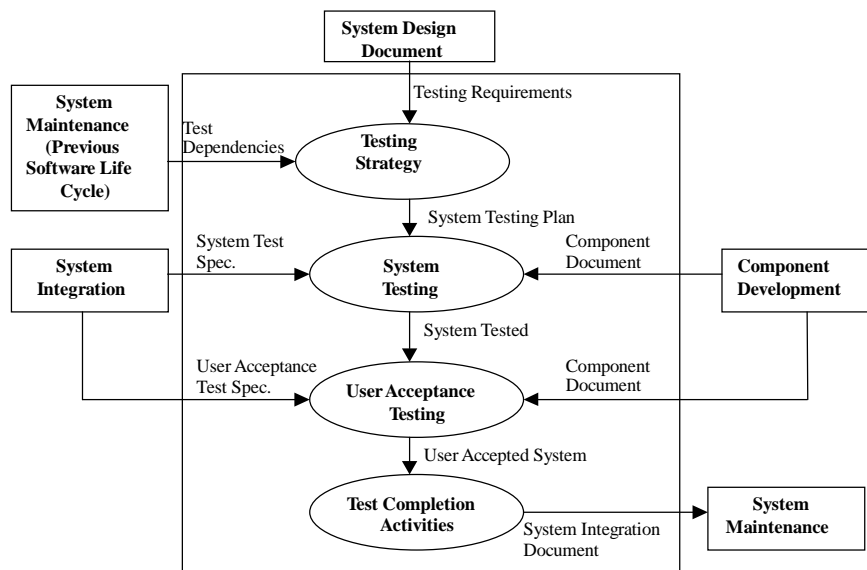 System Design
Document
Testing Requirements
System
Maintenance
(Previous
Software Life
Cycle)
Test
Dependencies
Testing
Strategy
System Testing Plan
System
Integration
System Test
Spec.
System
Testing
Component
Document
Component
Development
System Tested
User Acceptance
Test Spec.
User Acceptance
Testing
Component
Document
User Accepted System
Test Completion
Activities
System Integration
Document
System
Maintenance